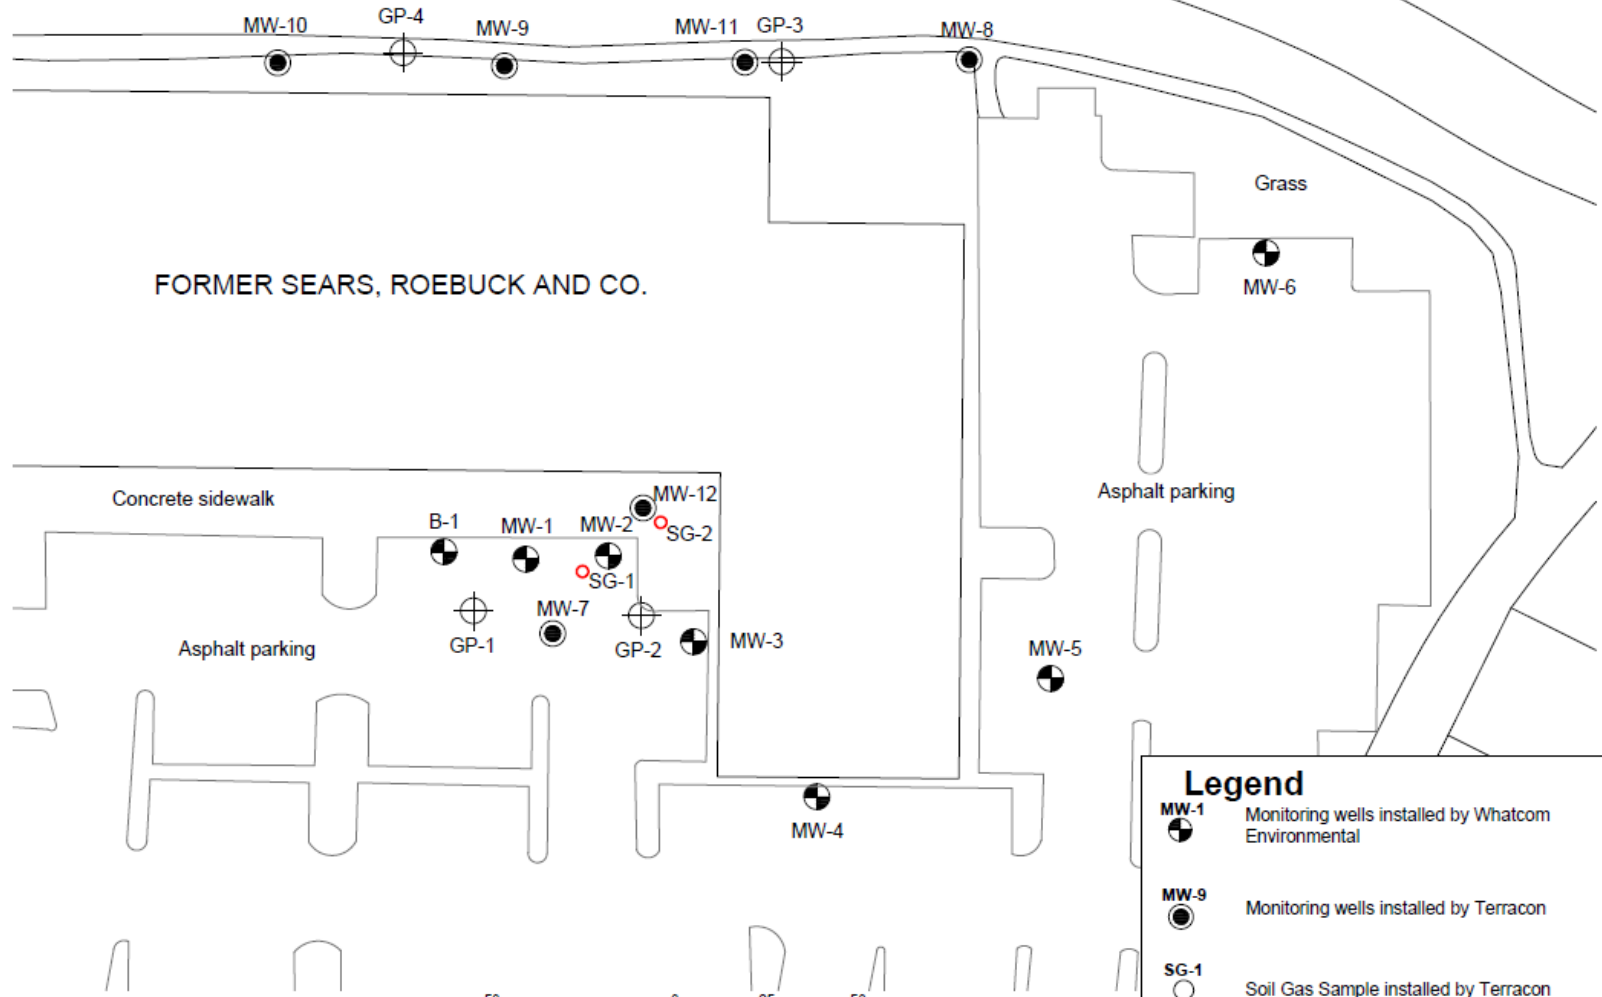 MW-10
GP-4
MW-9
MW-11
GP-3
MW-8
Grass
FORMER SEARS, ROEBUCK AND CO.
MW-6
Concrete sidewalk
MW-12
Asphalt parking
B-1
MW-1
MW-2
SG-2
SG-1
MW-7
GP-1
GP-2
MW-3
Asphalt parking
MW-5
MW-4
Legend
MW-1
Monitoring wells installed by Whatcom
Environmental
MW-9
Monitoring wells installed by Terracon
SG-1
Soil Gas Sample installed by Terracon